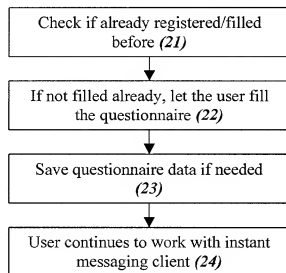 Check if already registered/filled
before (21)
If not filled already, let the user fill
the questionnaire (22)
Save questionnaire data if needed
(23)
User continues to work with instant
messaging client (24)